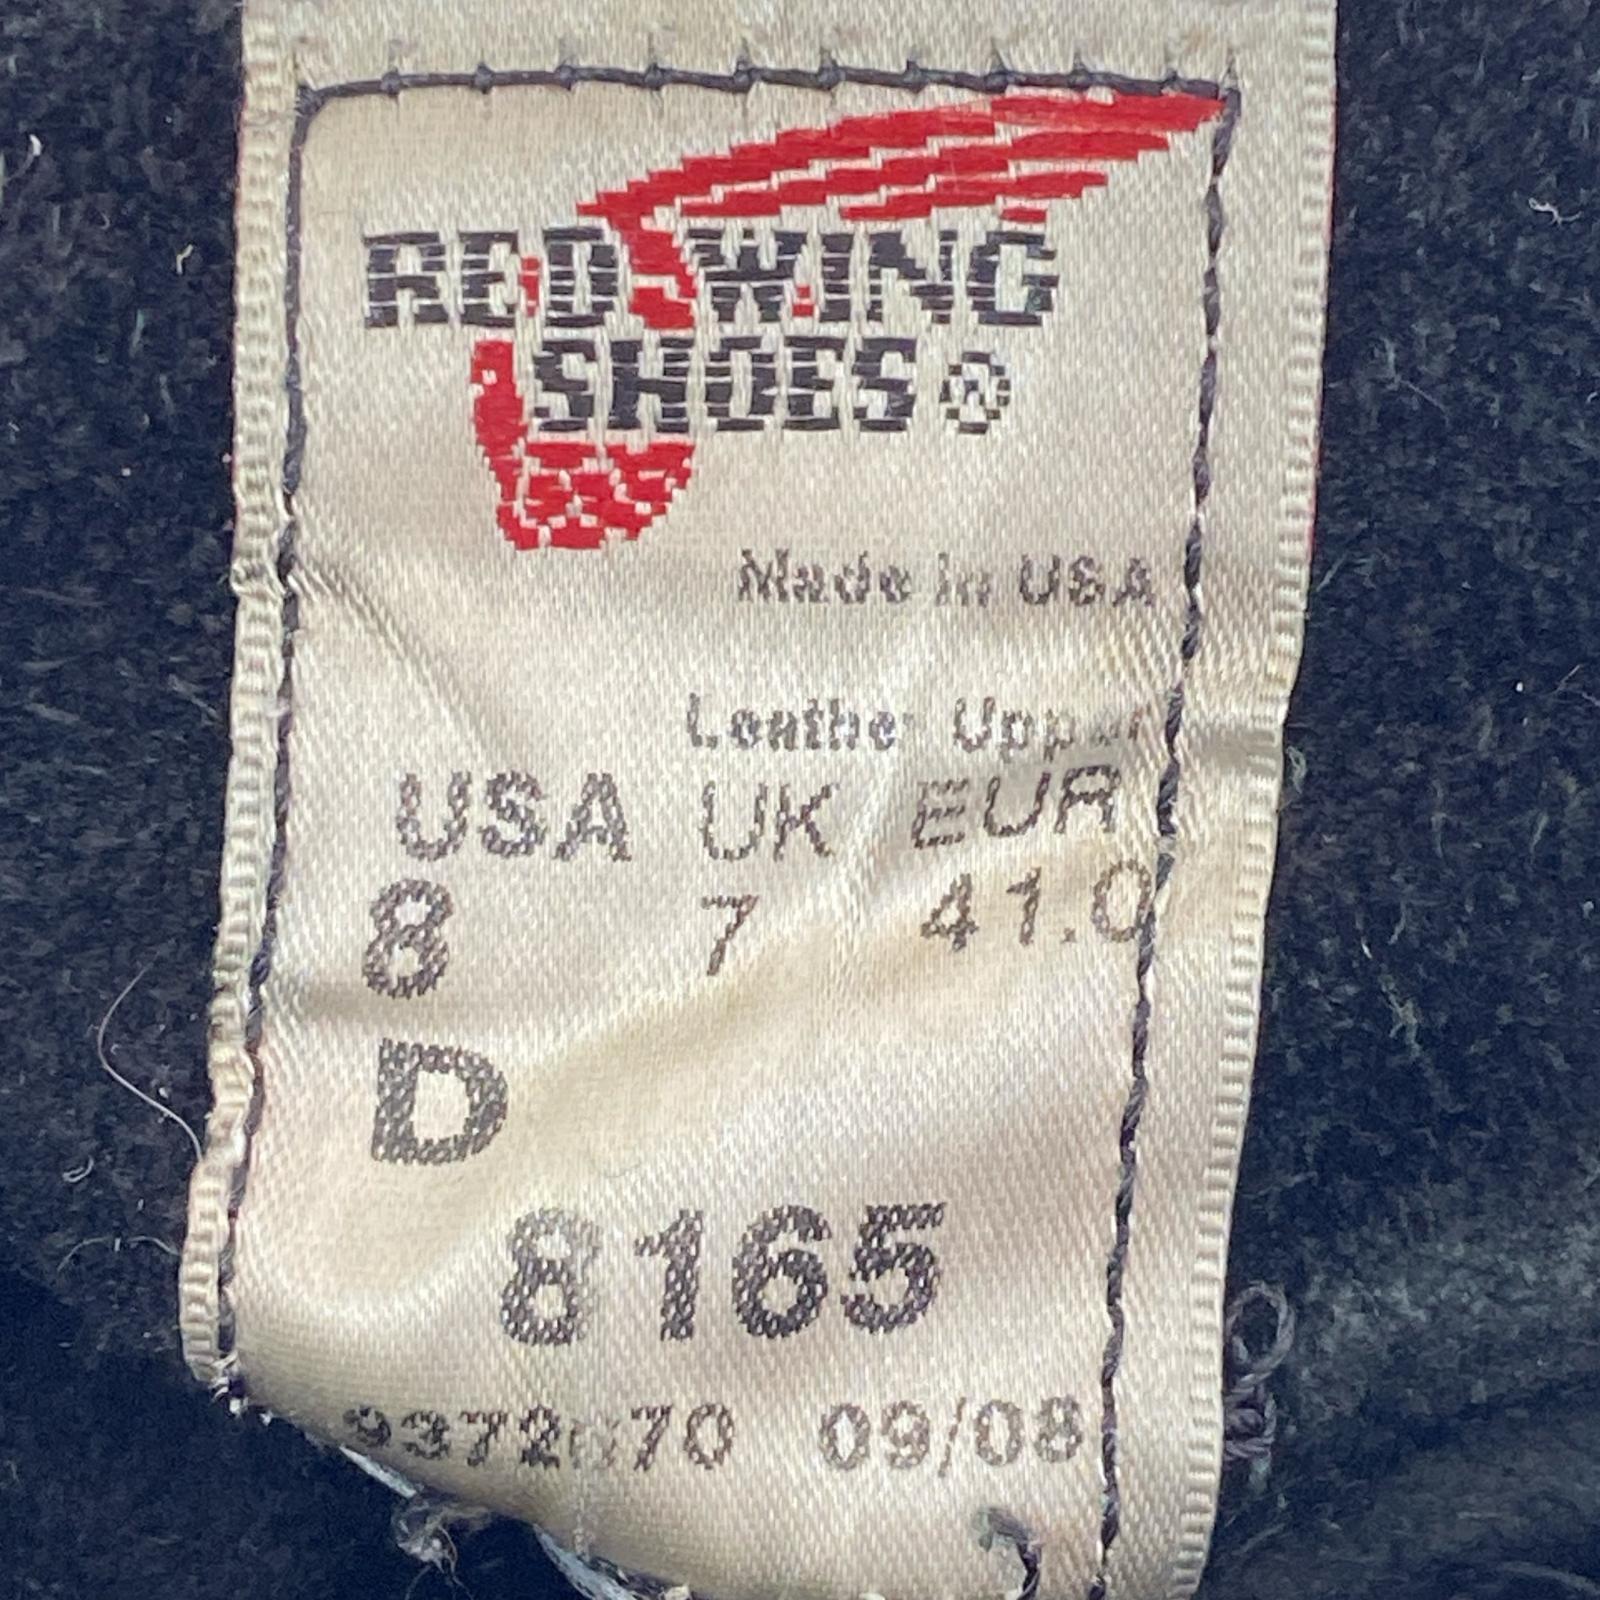 RED WING
SHOES®
Made in USA
Leather Upper
USA UK EUR
8 7 41.0
D
8165
09/08